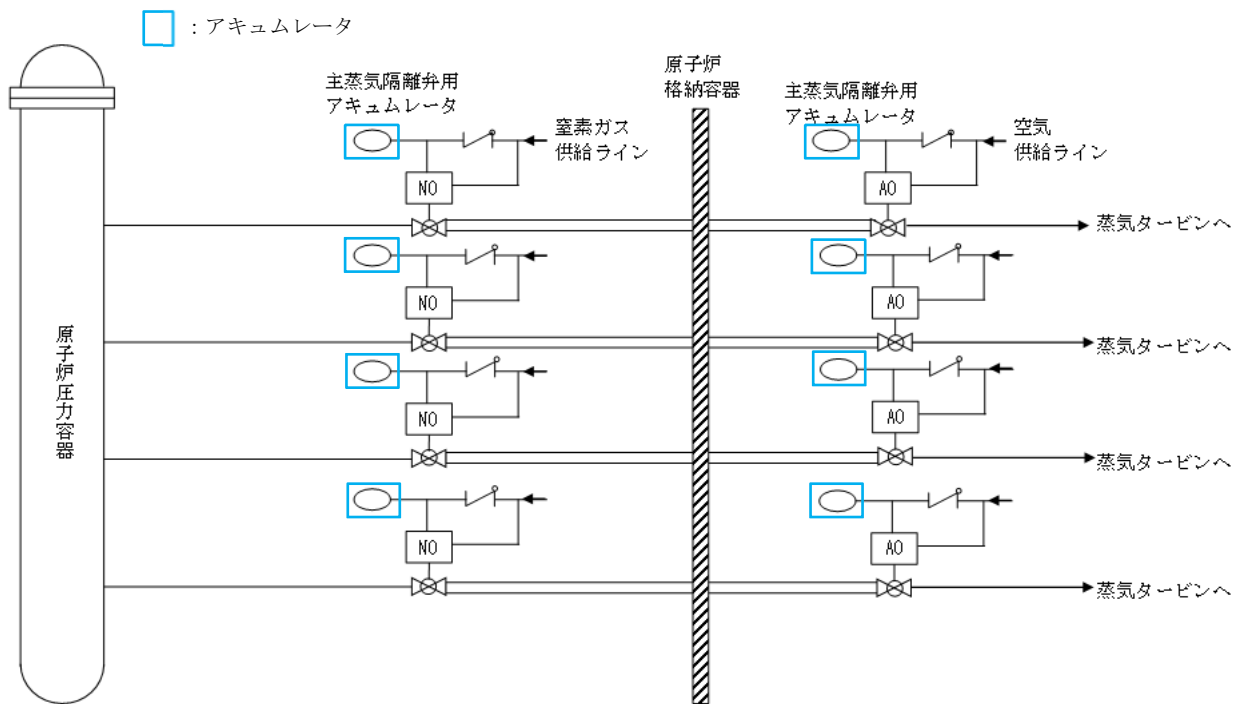 ：アキュムレータ
主蒸気隔離弁用
アキュムレータ
窒素ガス
供給ライン
原子炉
格納容器
主蒸気隔離弁用
アキュムレータ
空気
供給ライン
NO
AO
蒸気タービンへ
NO
AO
蒸気タービンへ
原子炉圧力容器
NO
AO
蒸気タービンへ
NO
AO
蒸気タービンへ